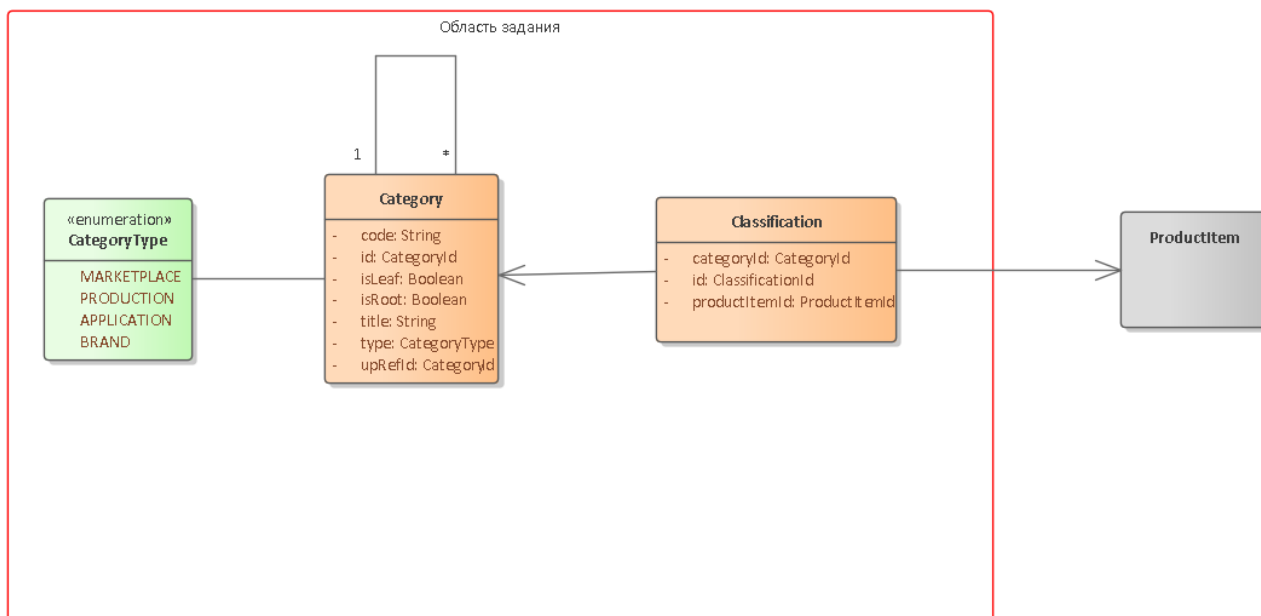 Область задания
1
*
«enumeration»
CategoryType
MARKETPLACE
PRODUCTION
APPLICATION
BRAND
Category
- code: String
- id: CategoryId
- isLeaf: Boolean
- isRoot: Boolean
- title: String
- type: CategoryType
- upRefId: CategoryId
Classification
- categoryId: CategoryId
- id: ClassificationId
- productItemId: ProductItemId
ProductItem